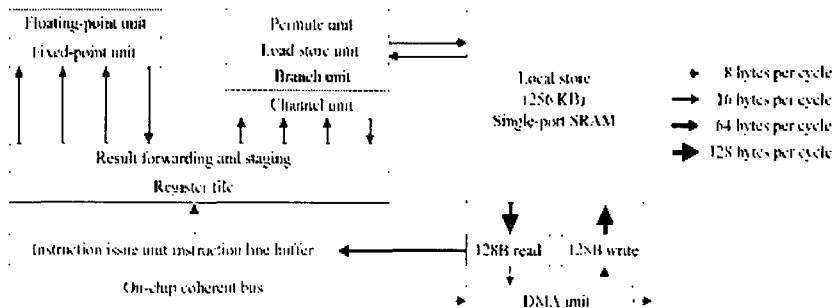 Floating-point unit
Fixed-point unit
Permute unit
Load store unit
Branch unit
Channel unit
Result forwarding and staging
Register file
Local store
(256 KB)
Single-port SRAM
8 bytes per cycle
16 bytes per cycle
64 bytes per cycle
128 bytes per cycle
Instruction issue unit instruction line buffer
128B read
128B write
On-chip coherent bus
DMA unit